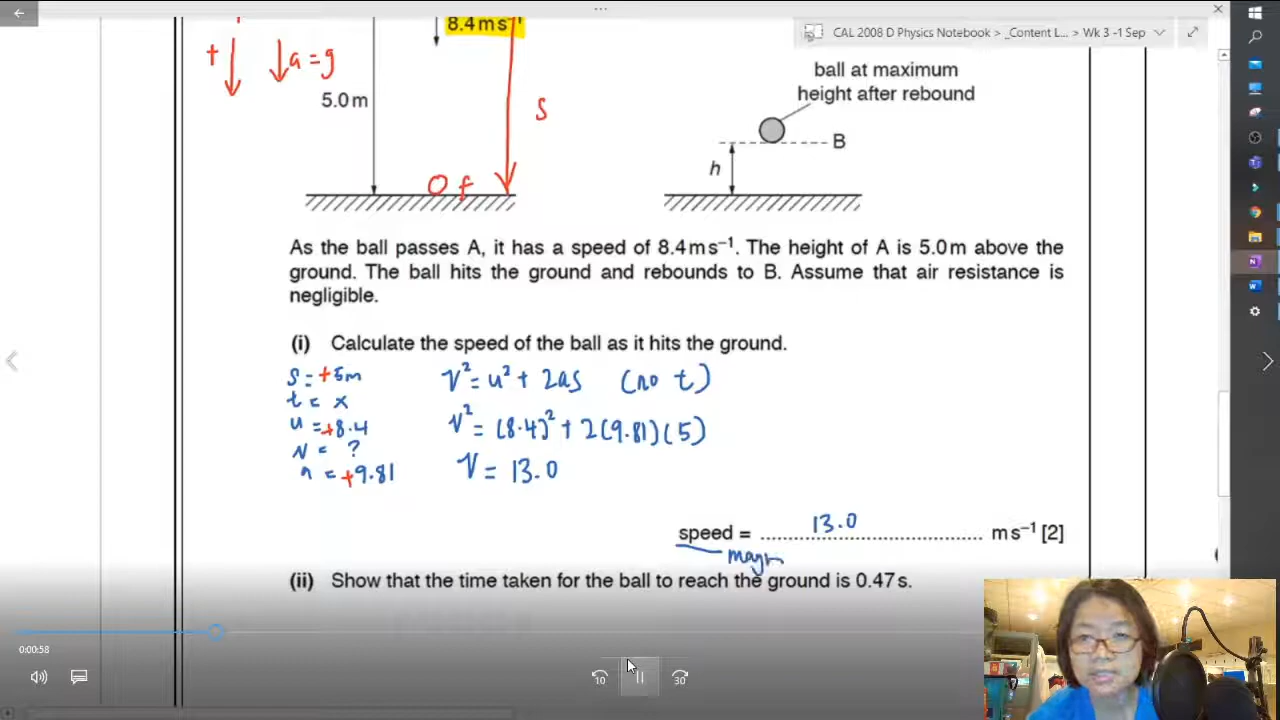 8.4 m s⁻¹
CAL 2008 D Physics Notebook > _Content L... > Wk 3 -1 Sep
+ a = g
5.0 m
s
f
ball at maximum
height after rebound
B
h
As the ball passes A, it has a speed of 8.4 m s⁻¹. The height of A is 5.0 m above the
ground. The ball hits the ground and rebounds to B. Assume that air resistance is
negligible.
(i) Calculate the speed of the ball as it hits the ground.
s = +5m
t = x
u = +8.4
v = ?
a = +9.81
v² = u² + 2as (no t)
v² = (8.4)² + 2(9.81)(5)
v = 13.0
speed = 13.0 m s⁻¹ [2]
magn
(ii) Show that the time taken for the ball to reach the ground is 0.47 s.
0:00:58
10
30